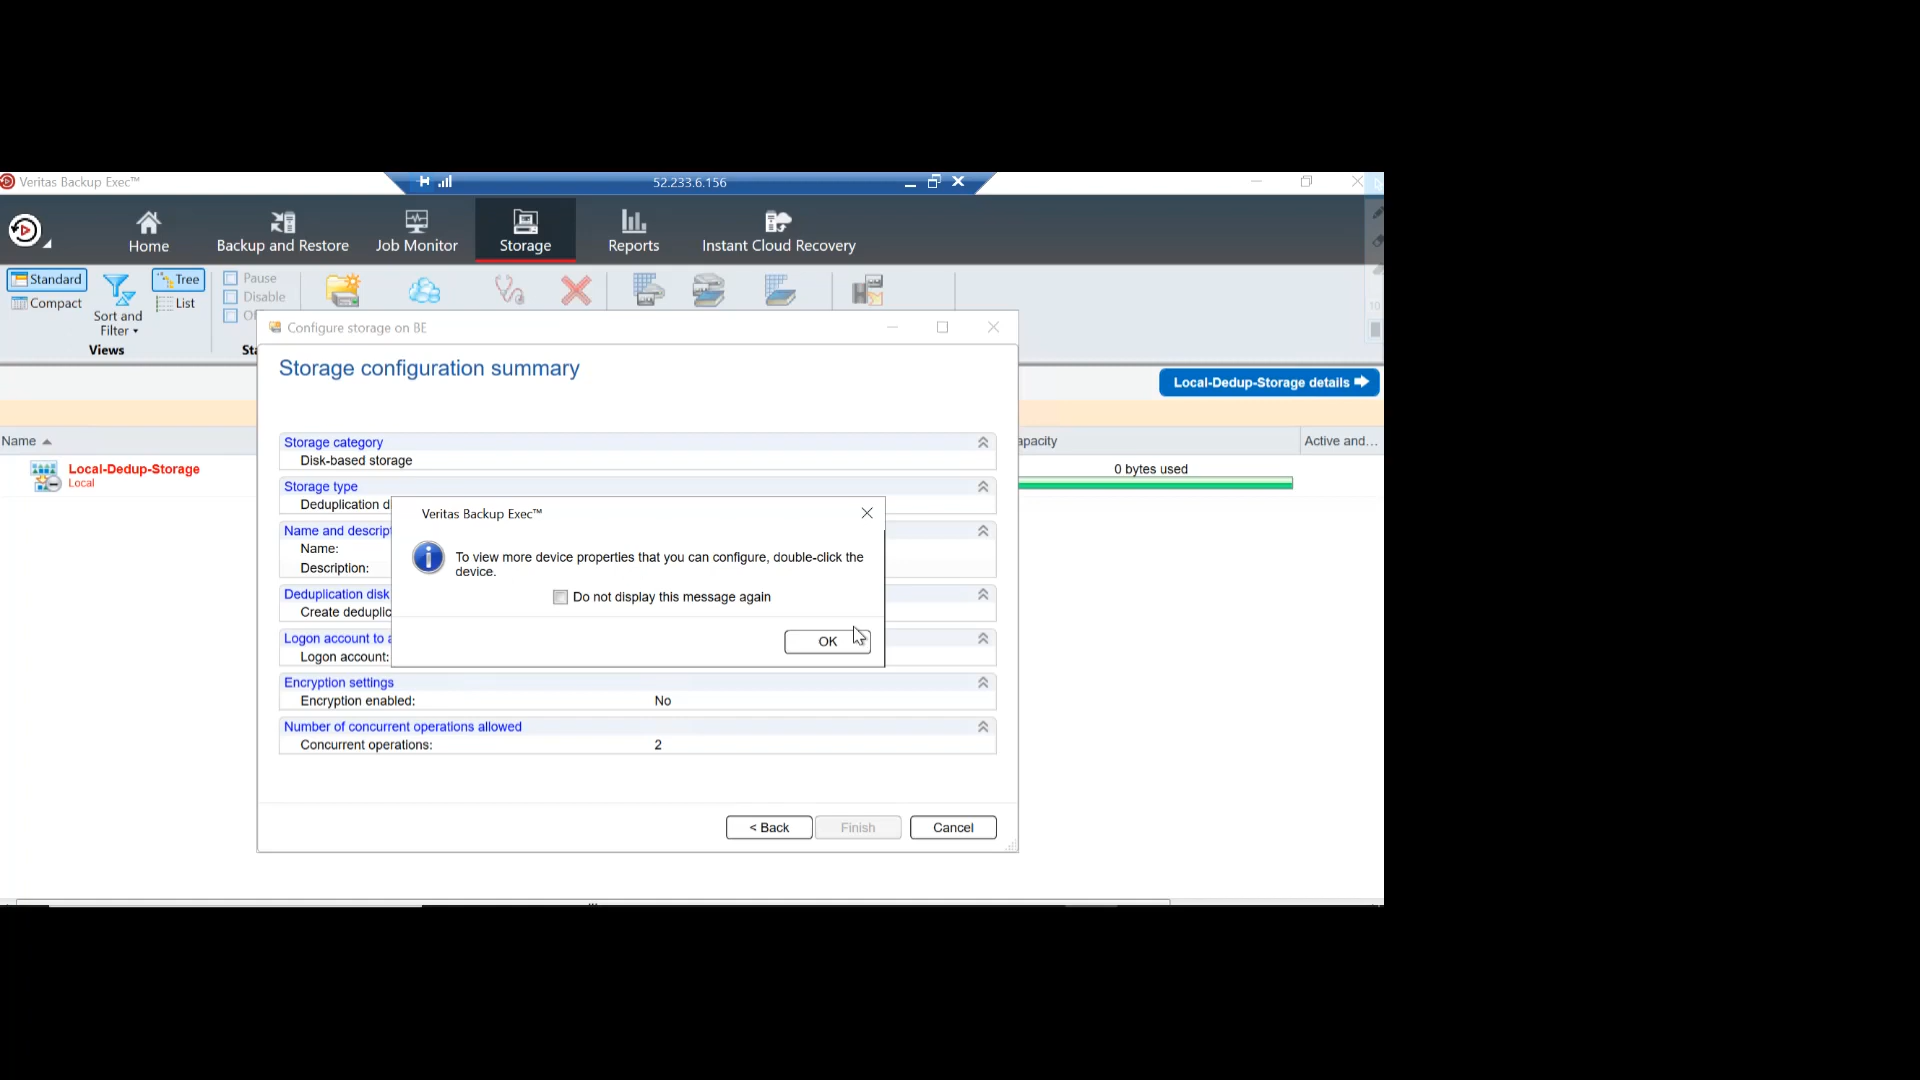 Veritas Backup Exec™
52.233.6.156
Home
Backup and Restore
Job Monitor
Storage
Reports
Instant Cloud Recovery
Standard
Compact
Sort and
Filter
Tree
List
Views
Pause
Disable
Configure storage on BE
Storage configuration summary
Local-Dedup-Storage details
Name
Active and...
Local-Dedup-Storage
Local
0 bytes used
Storage category
Disk-based storage
Storage type
Deduplication d
Name and descript
Name:
Description:
Deduplication disk
Create deduplic
Logon account to a
Logon account:
Veritas Backup Exec™
To view more device properties that you can configure, double-click the
device.
Do not display this message again
OK
Encryption settings
Encryption enabled: No
Number of concurrent operations allowed
Concurrent operations: 2
< Back
Finish
Cancel